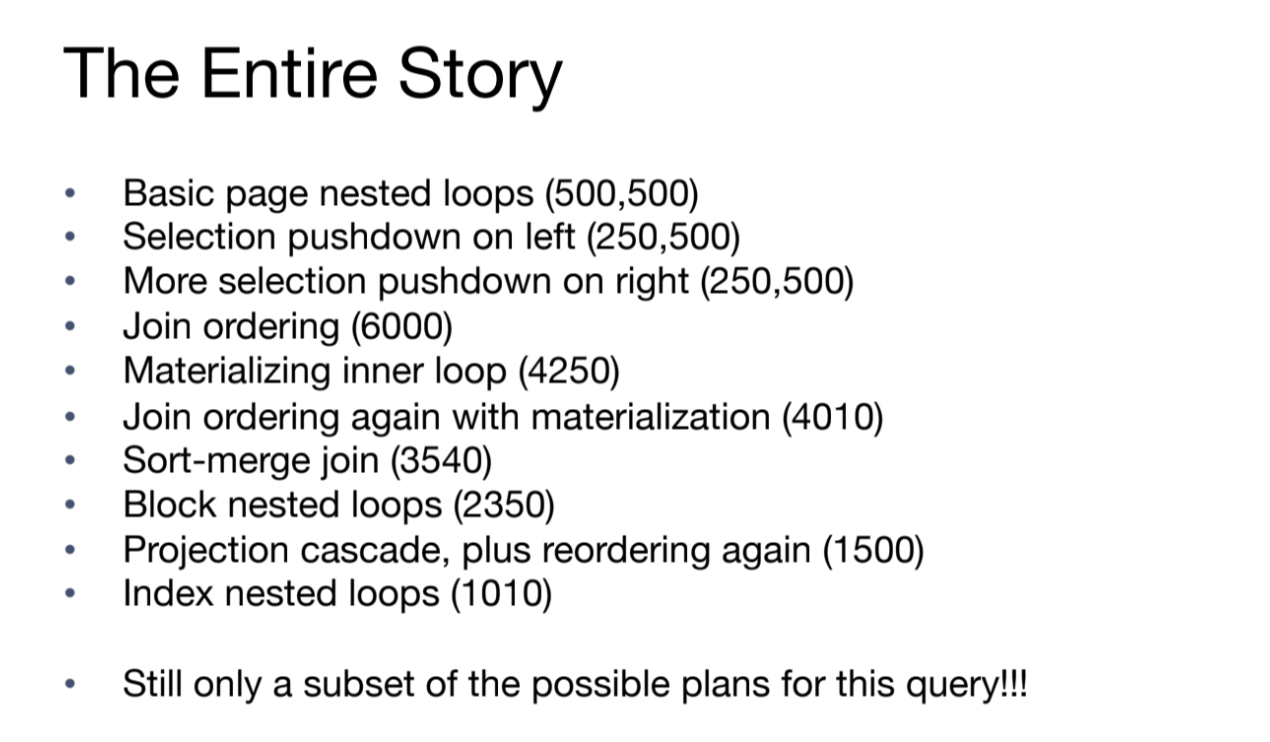 The Entire Story
• Basic page nested loops (500,500)
• Selection pushdown on left (250,500)
• More selection pushdown on right (250,500)
• Join ordering (6000)
• Materializing inner loop (4250)
• Join ordering again with materialization (4010)
• Sort-merge join (3540)
• Block nested loops (2350)
• Projection cascade, plus reordering again (1500)
• Index nested loops (1010)
• Still only a subset of the possible plans for this query!!!